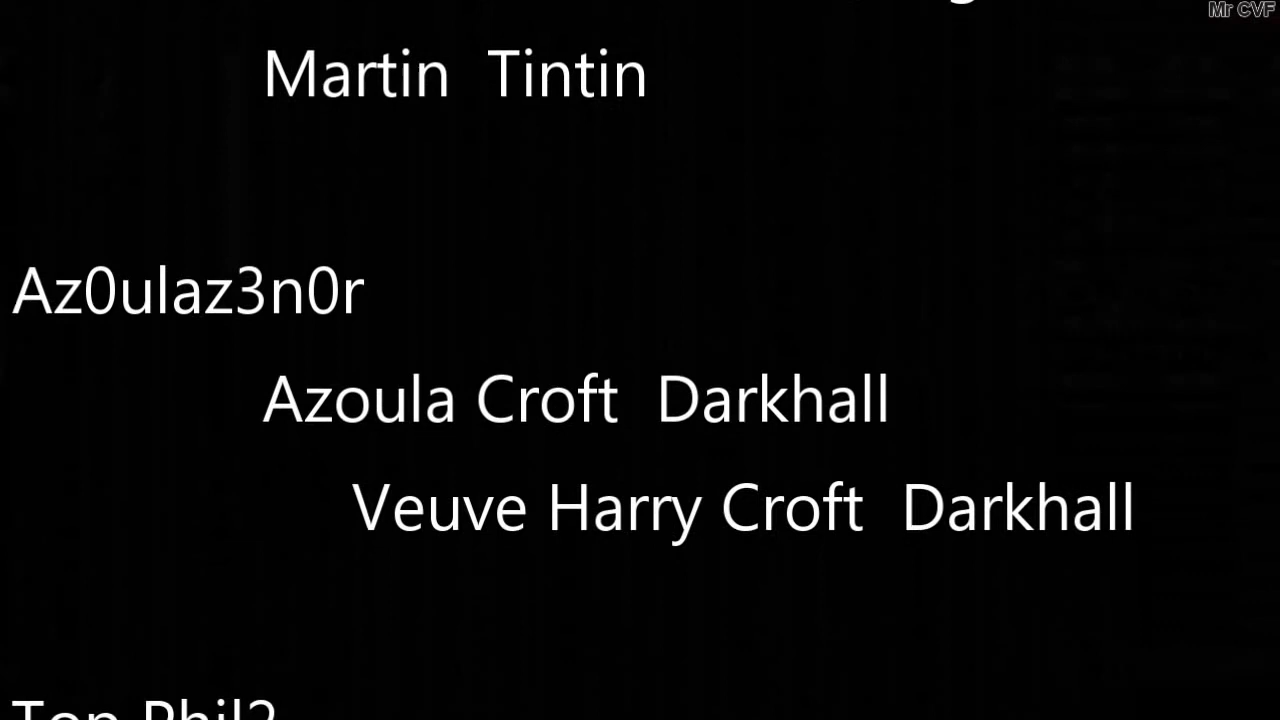 Mr CVF
Martin  Tintin
Az0ulaz3n0r
Azoula Croft  Darkhall
Veuve Harry Croft  Darkhall